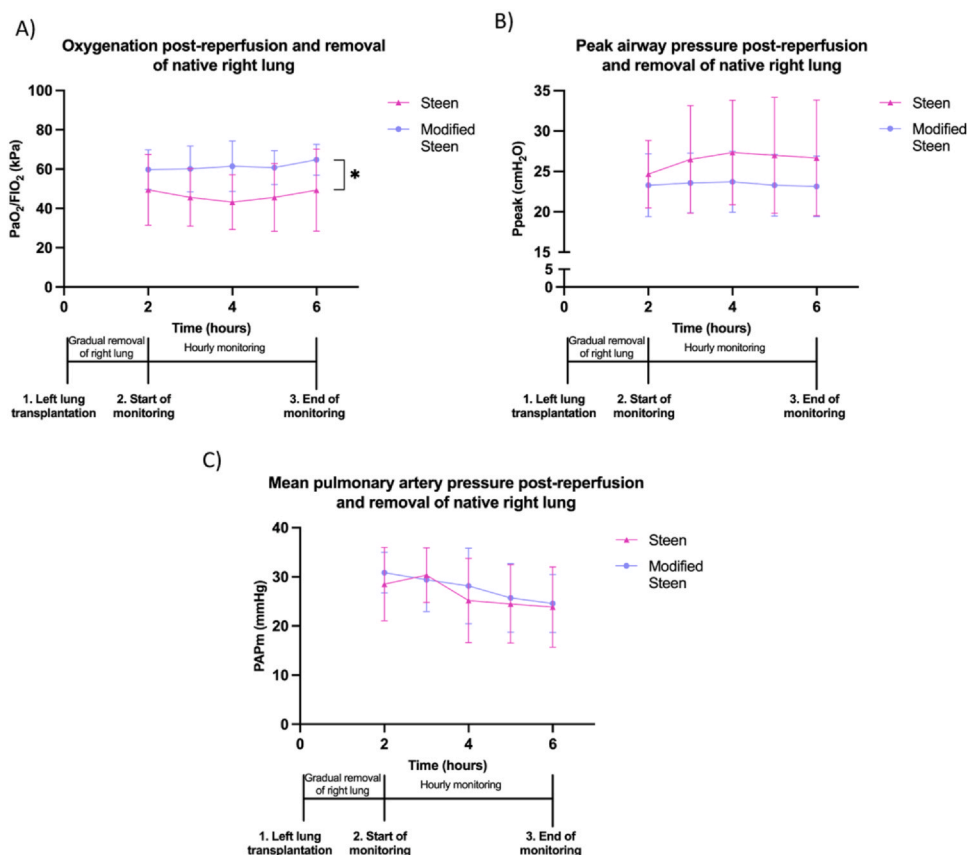 A)
Oxygenation post-reperfusion and removal
of native right lung
100
80
60
40
20
0
PaO₂/FIO₂ (kPa)
Steen
Modified
Steen
*
0
2
4
6
Time (hours)
Gradual removal
of right lung
Hourly monitoring
1. Left lung
transplantation
2. Start of
monitoring
3. End of
monitoring
B)
Peak airway pressure post-reperfusion
and removal of native right lung
35
30
25
20
15
5
0
Ppeak (cmH₂O)
Steen
Modified
Steen
0
2
4
6
Time (hours)
Gradual removal
of right lung
Hourly monitoring
1. Left lung
transplantation
2. Start of
monitoring
3. End of
monitoring
C)
Mean pulmonary artery pressure post-reperfusion
and removal of native right lung
40
30
20
10
0
PAPm (mmHg)
Steen
Modified
Steen
0
2
4
6
Time (hours)
Gradual removal
of right lung
Hourly monitoring
1. Left lung
transplantation
2. Start of
monitoring
3. End of
monitoring